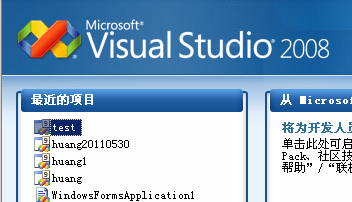 Microsoft®
Visual Studio® 2008
最近的项目
test
huang20110530
huang1
huang
WindowsFormsApplication1
从 Microsof
将为开发人员
单击此处可启
Pack、社区技
帮助”/“联